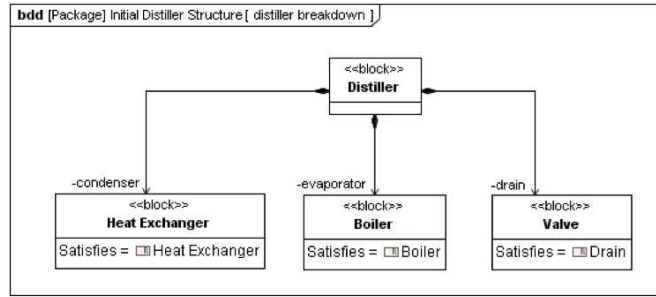 bdd [Package] Initial Distiller Structure [ distiller breakdown ]
<<block>>
Distiller
-condenser
-evaporator
-drain
<<block>>
Heat Exchanger
Satisfies = Heat Exchanger
<<block>>
Boiler
Satisfies = Boiler
<<block>>
Valve
Satisfies = Drain